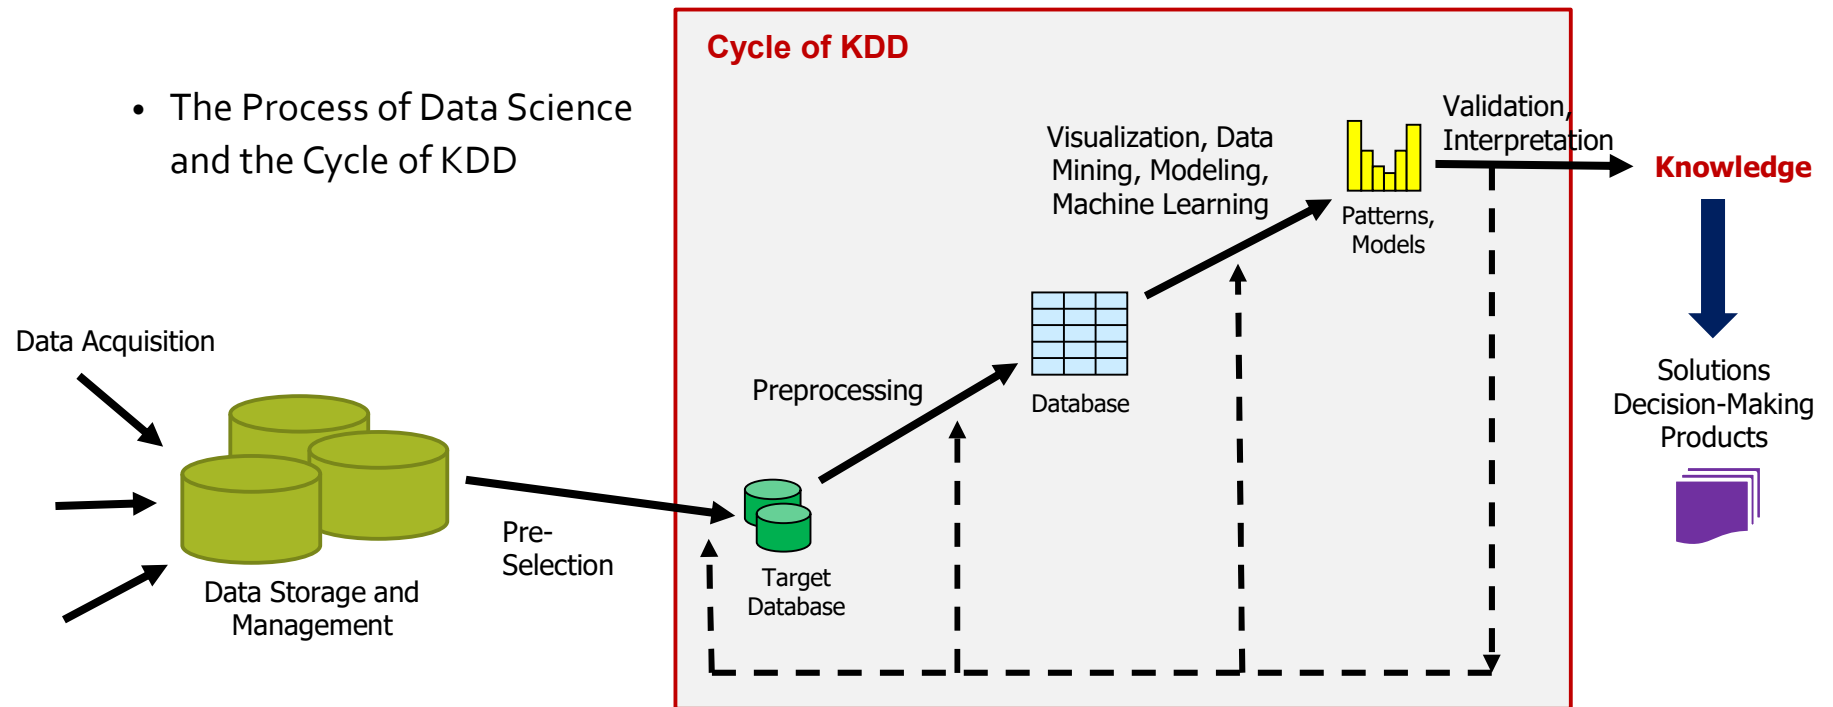 Cycle of KDD
• The Process of Data Science
and the Cycle of KDD
Validation,
Interpretation
Visualization, Data
Mining, Modeling,
Machine Learning
Knowledge
Patterns,
Models
Data Acquisition
Preprocessing
Database
Solutions
Decision-Making
Products
Pre-
Selection
Target
Database
Data Storage and
Management